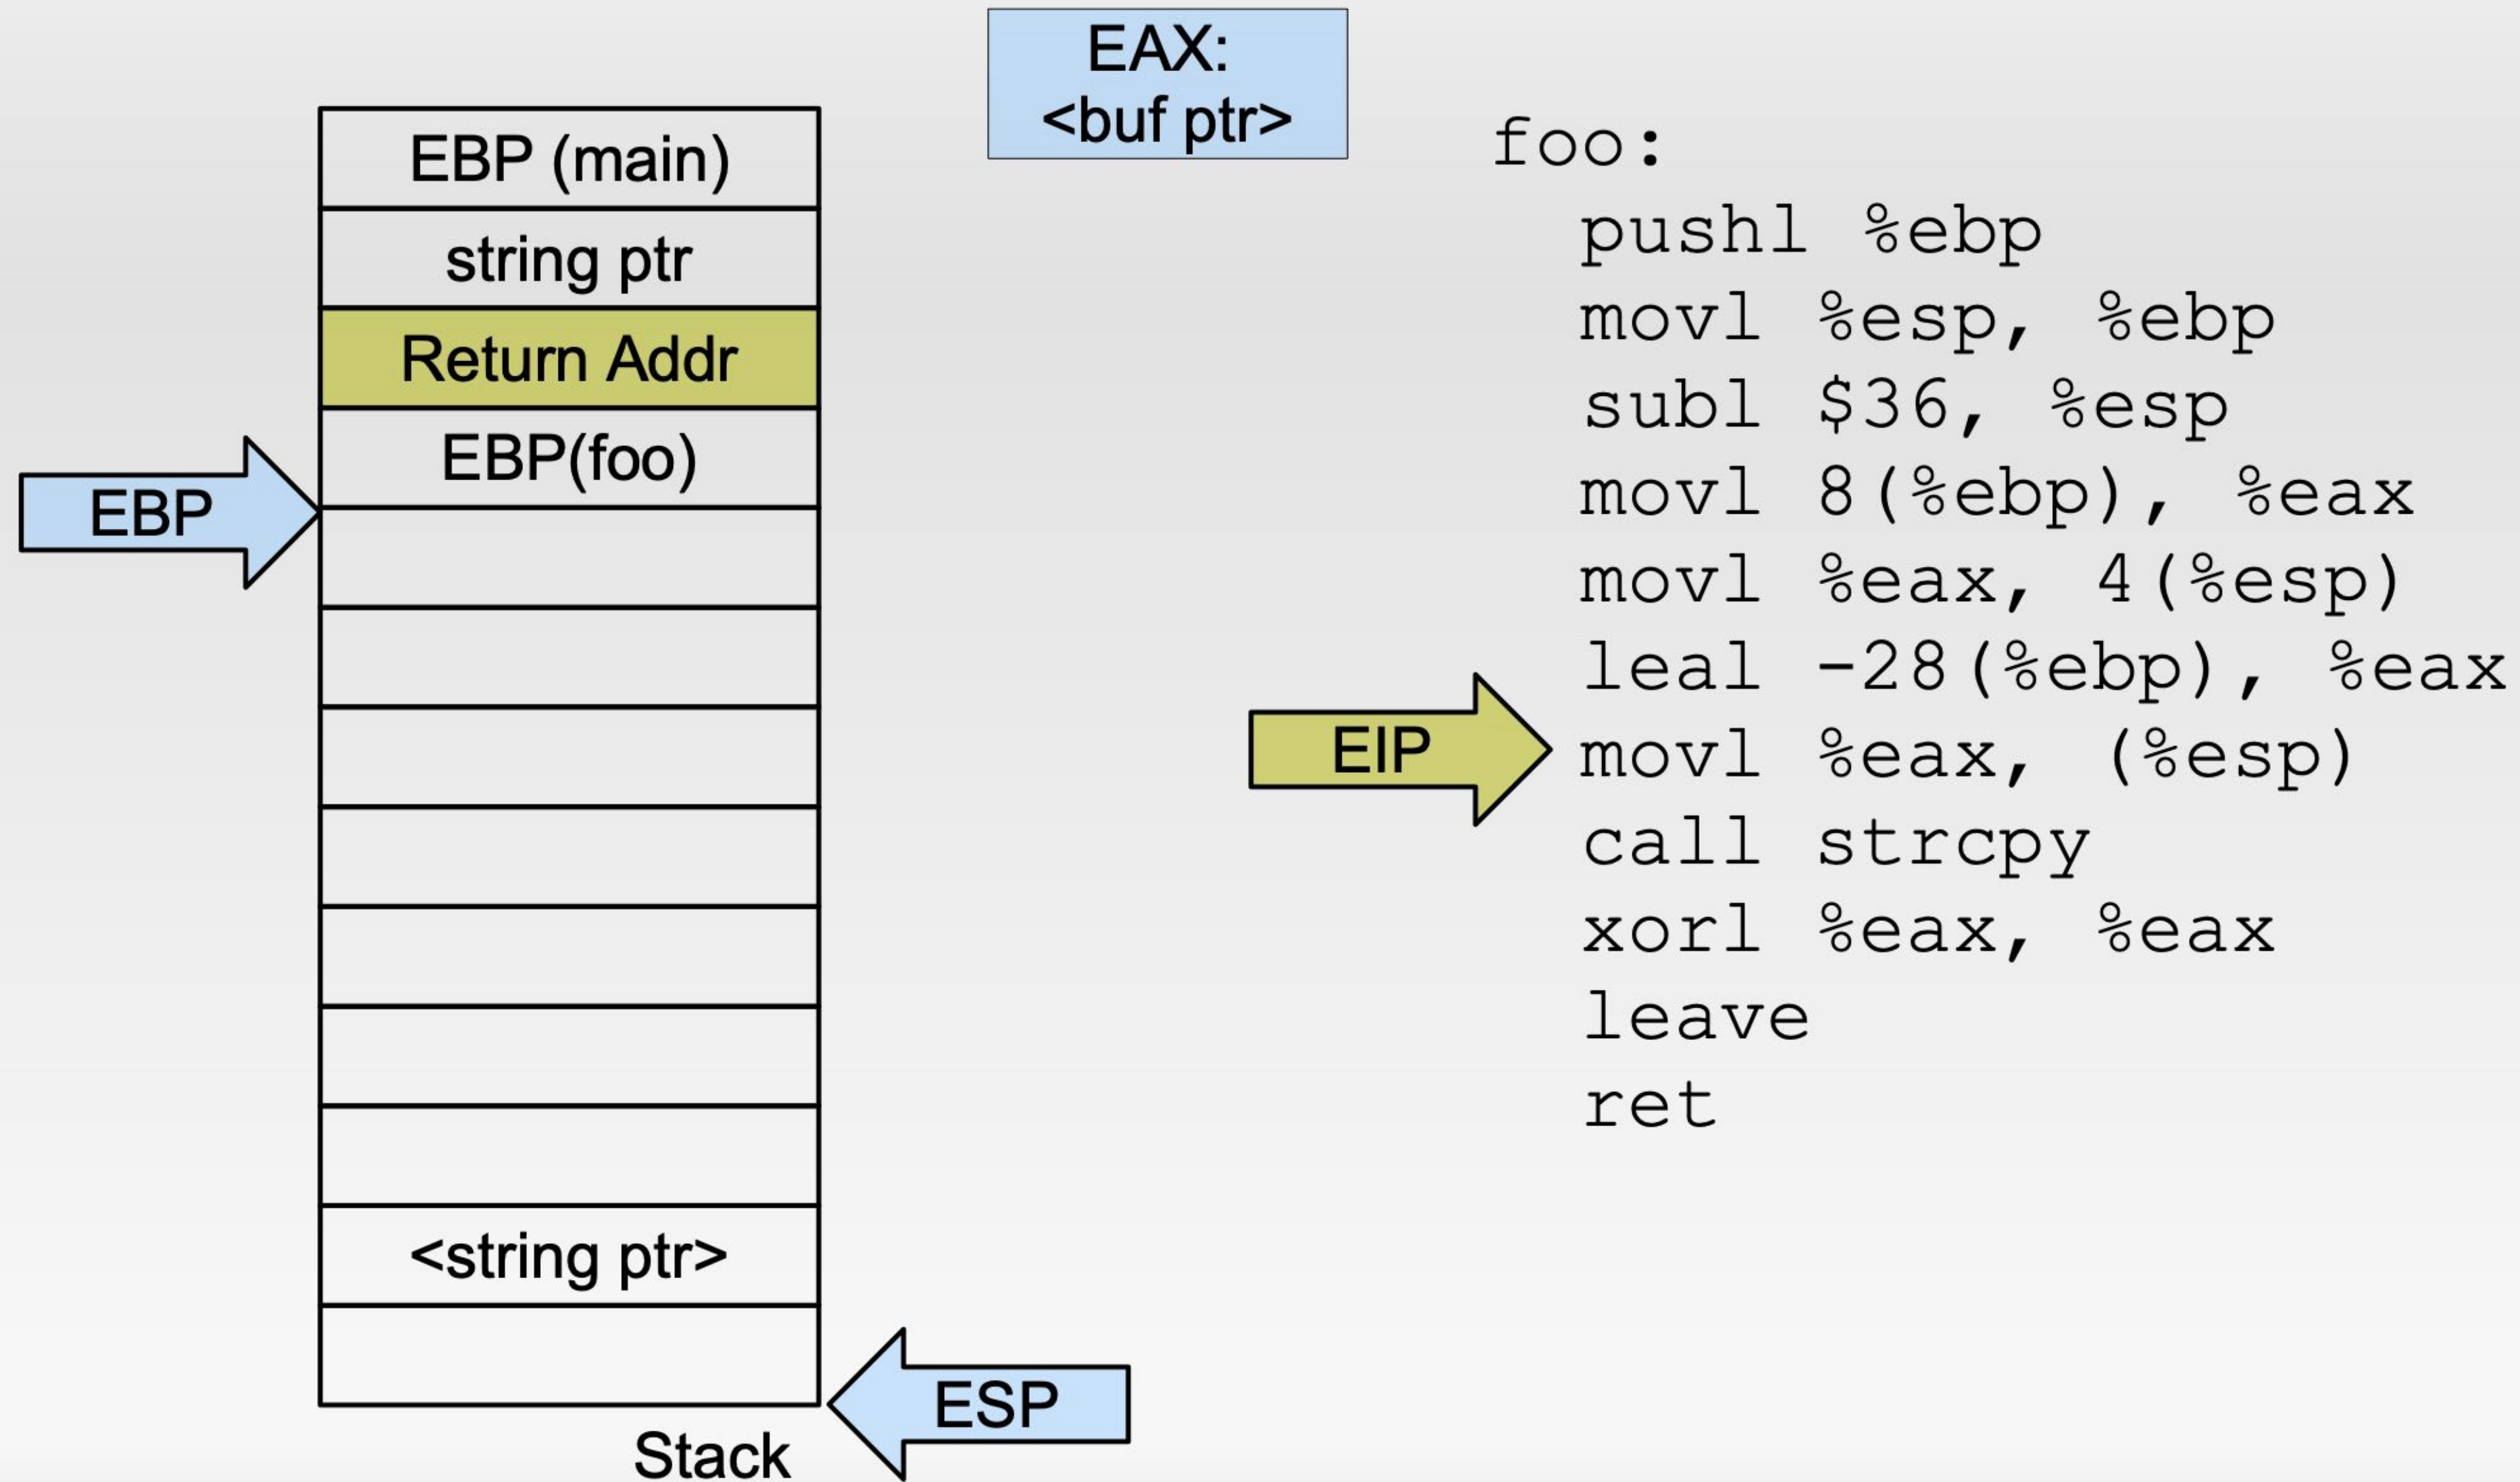 EAX:
<buf ptr>
EBP (main)
string ptr
Return Addr
EBP(foo)
EBP
<string ptr>
ESP
Stack
foo:
pushl %ebp
movl %esp, %ebp
subl $36, %esp
movl 8(%ebp), %eax
movl %eax, 4(%esp)
leal -28(%ebp), %eax
EIP
movl %eax, (%esp)
call strcpy
xorl %eax, %eax
leave
ret